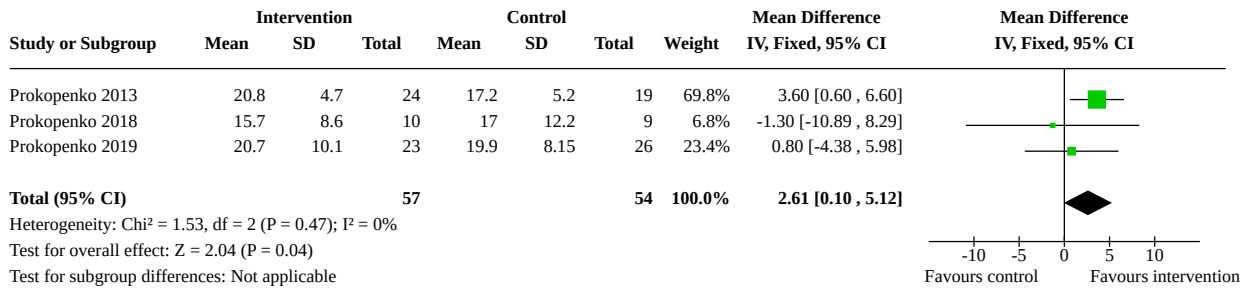 Intervention Control Mean Difference Mean Difference
Study or Subgroup Mean SD Total Mean SD Total Weight IV, Fixed, 95% CI IV, Fixed, 95% CI
Prokopenko 2013 20.8 4.7 24 17.2 5.2 19 69.8% 3.60 [0.60 , 6.60]
Prokopenko 2018 15.7 8.6 10 17 12.2 9 6.8% -1.30 [-10.89 , 8.29]
Prokopenko 2019 20.7 10.1 23 19.9 8.15 26 23.4% 0.80 [-4.38 , 5.98]
Total (95% CI) 57 54 100.0% 2.61 [0.10 , 5.12]
Heterogeneity: Chi² = 1.53, df = 2 (P = 0.47); I² = 0%
Test for overall effect: Z = 2.04 (P = 0.04)
-10 -5 0 5 10
Test for subgroup differences: Not applicable
Favours control Favours intervention